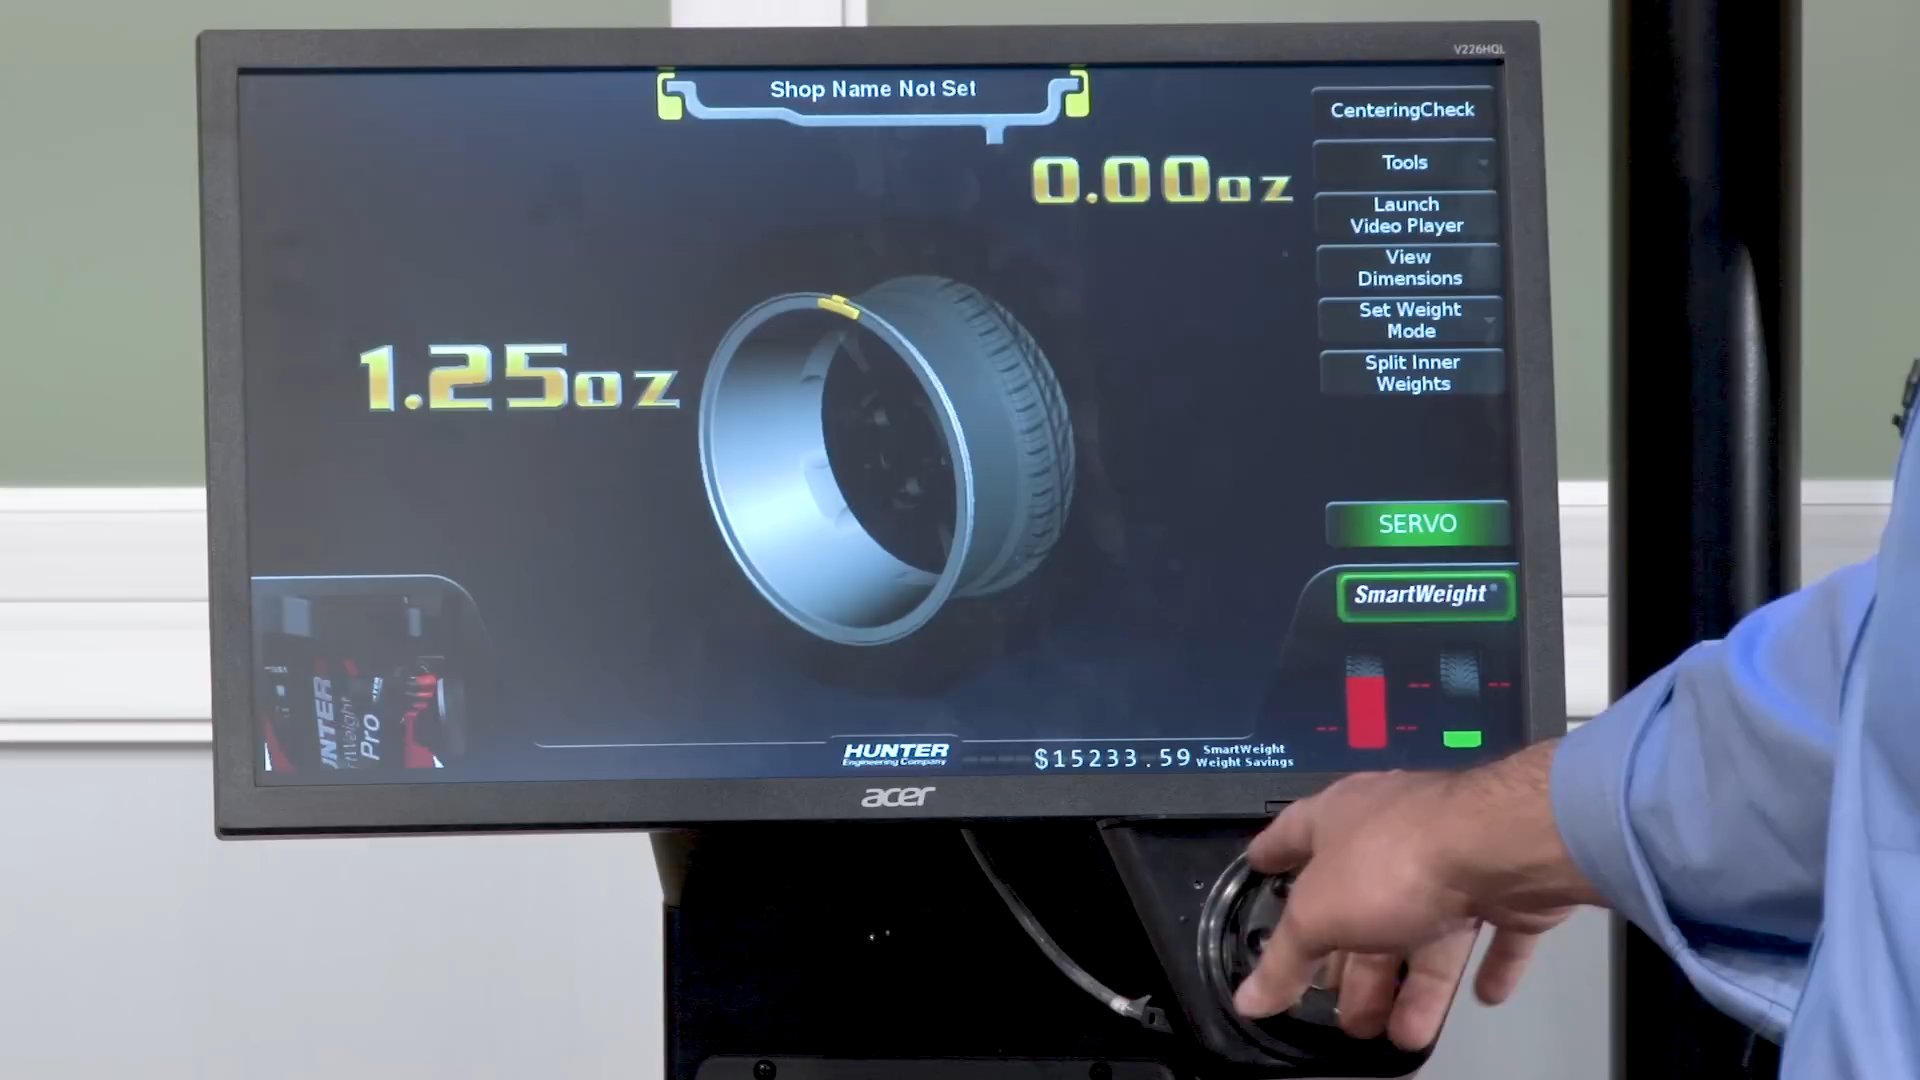 V226HQL
Shop Name Not Set
0.00oz
1.25oz
CenteringCheck
Tools
Launch
Video Player
View
Dimensions
Set Weight
Mode
Split Inner
Weights
SERVO
SmartWeight®
Pro
HUNTER
Engineering Company
$15233.59
SmartWeight
Weight Savings
acer